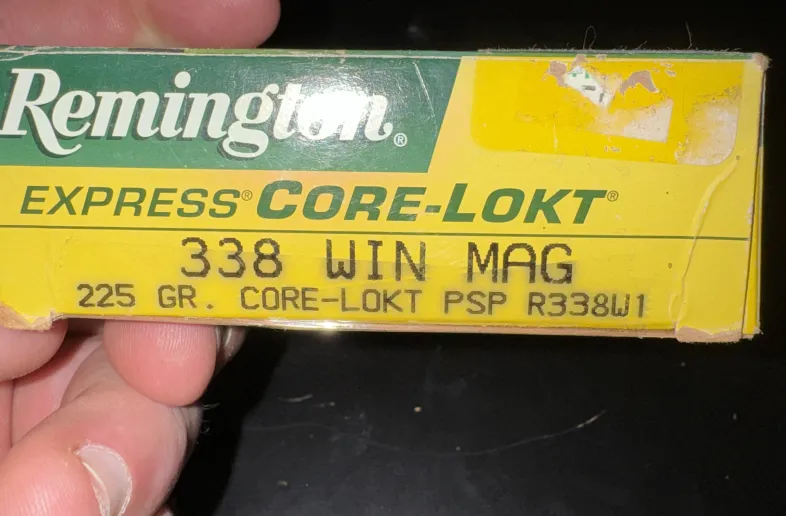 Remington®
EXPRESS® CORE-LOKT®
338 WIN MAG
225 GR. CORE-LOKT PSP R338W1